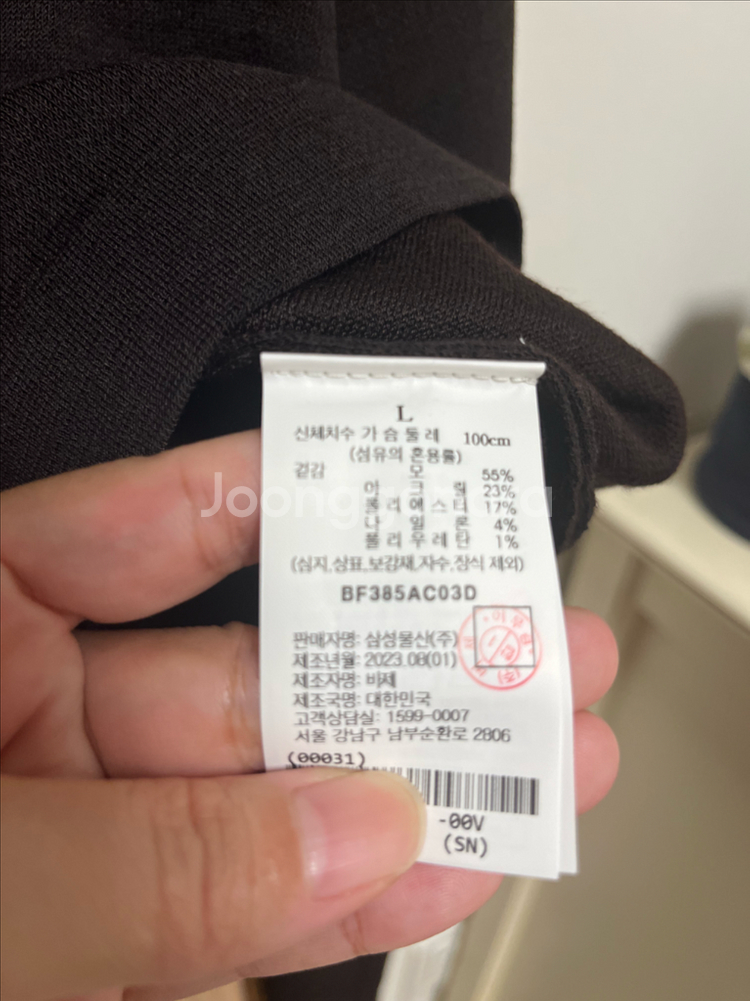 L
신체치수 가 슴 둘 레 100cm
(섬유의 혼용률)
겉감 모 55%
아 크 릴 23%
폴 리 에 스 터 17%
나 일 론 4%
폴 리 우 레 탄 1%
(심지,상표,보강재,자수,장식 제외)
BF385AC03D
판매자명: 삼성물산(주)
제조년월: 2023.08(01)
제조자명: 비제
제조국명: 대한민국
고객상담실: 1599-0007
서울 강남구 남부순환로 2806
(00031)
-00V
(SN)